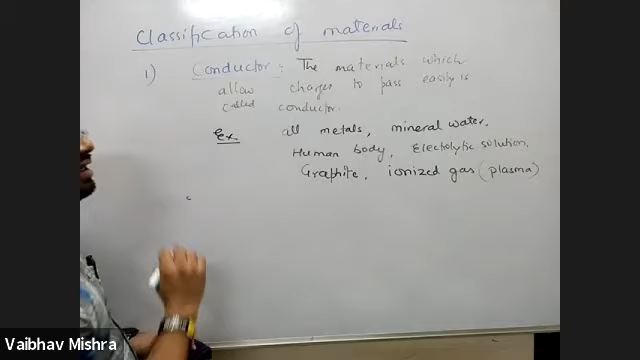 Classification of materials
1) Conductor : The materials which
allow charges to pass easily is
called conductor.
Ex all metals, mineral water.
Human body, Electolytic solution,
Graphite, ionized gas (plasma)
Vaibhav Mishra